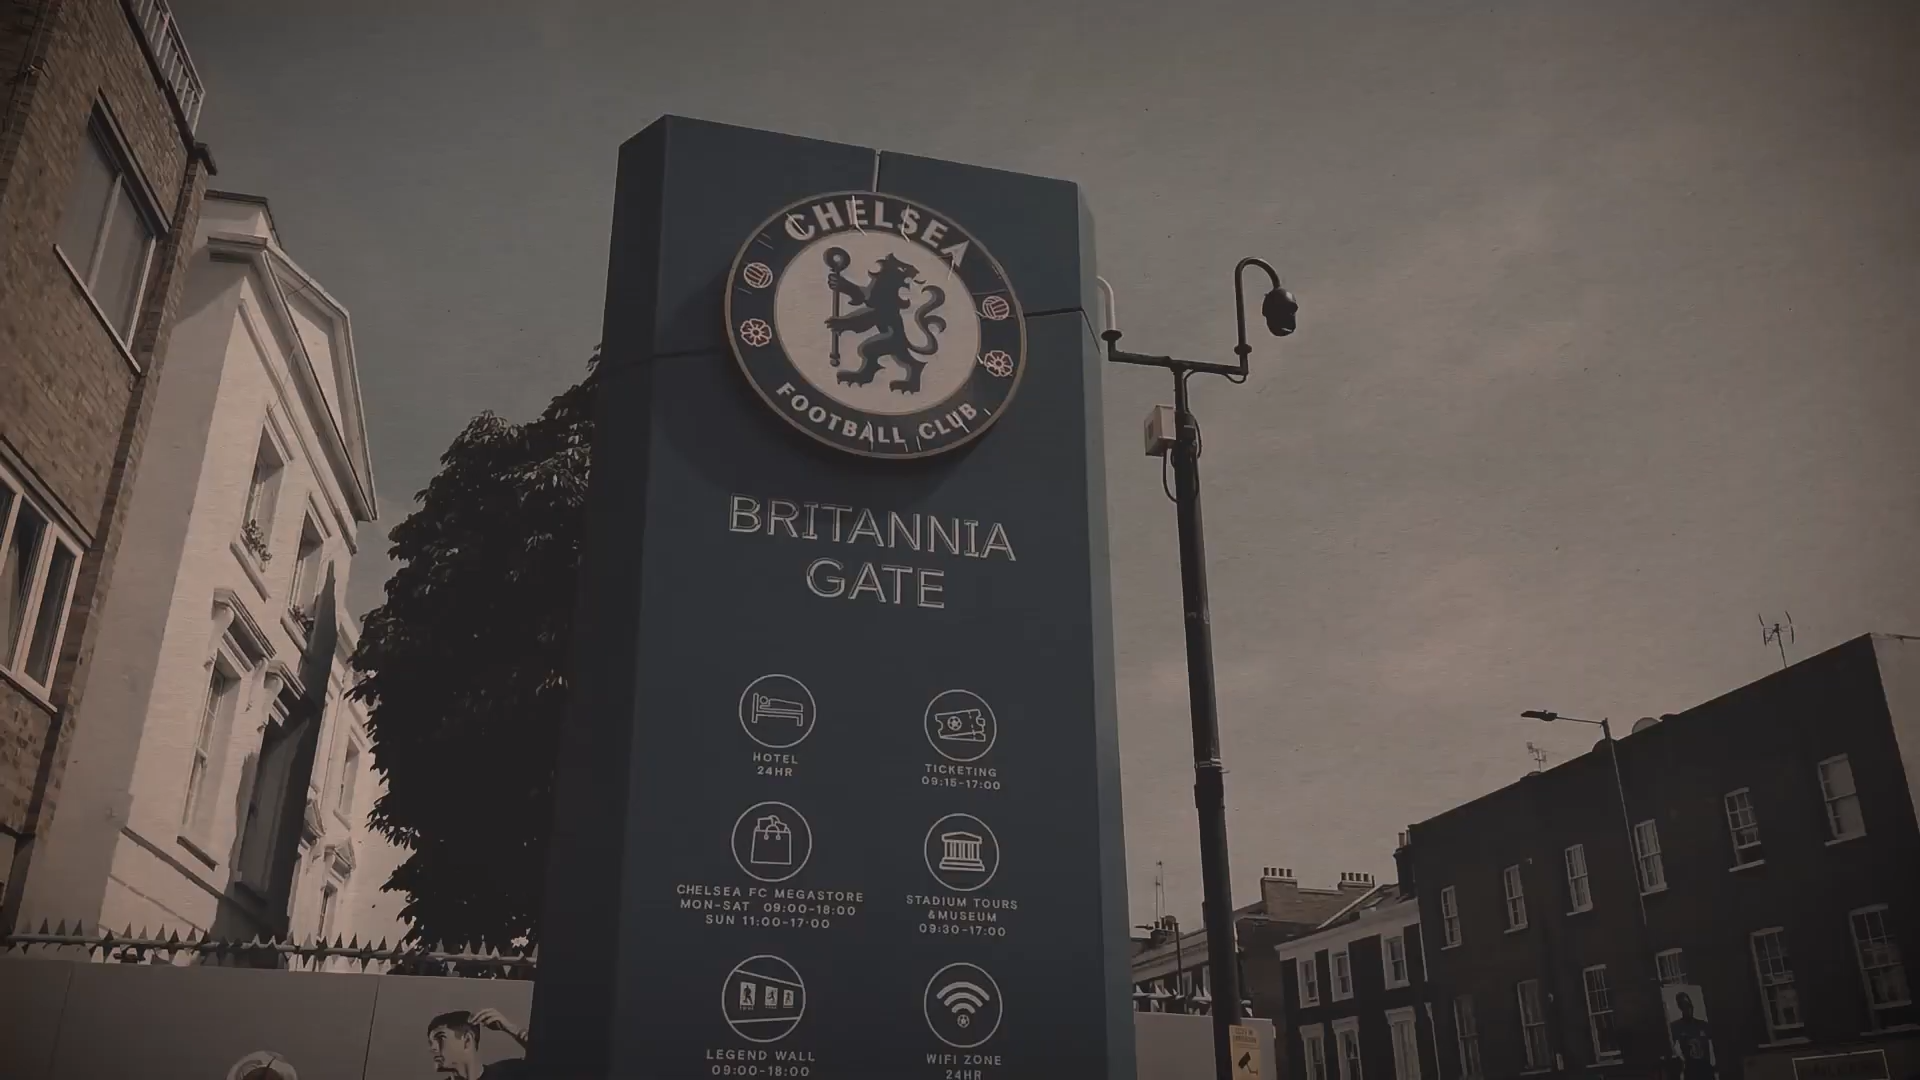 CHELSEA
FOOTBALL CLUB
BRITANNIA
GATE
HOTEL
24HR
TICKETING
09:15-17:00
CHELSEA FC MEGASTORE
MON-SAT 09:00-18:00
SUN 11:00-17:00
STADIUM TOURS
&MUSEUM
09:30-17:00
LEGEND WALL
09:00-18:00
WIFI ZONE
24HR